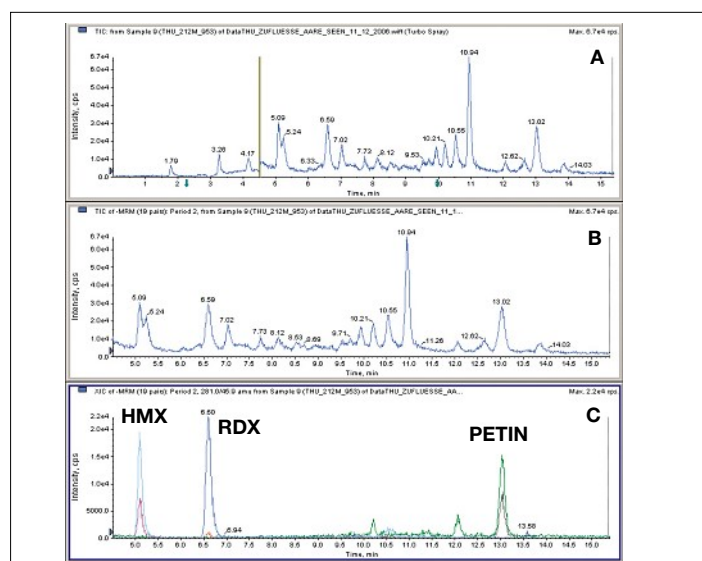 TIC: from Sample 9 (THU_212M_953) of DataTHU_ZUFLUESSE_AARE_SEEN_11_12_2006.wiff (Turbo Spray) Max. 6.7e4 cps.
A
Intensity, cps
6.7e4
6.0e4
5.0e4
4.0e4
3.0e4
2.0e4
1.0e4
0.0
1.79
3.26
4.17
5.09
5.24
6.33
6.59
7.02
7.73
8.12
9.53
10.21
10.55
10.94
12.62
13.02
14.03
1 2 3 4 5 6 7 8 9 10 11 12 13 14 15
Time, min
TIC of -MRM (19 pairs): Period 2, from Sample 9 (THU_212M_953) of DataTHU_ZUFLUESSE_AARE_SEEN_11_1... Max. 6.7e4 cps.
B
Intensity, cps
6.7e4
6.0e4
5.0e4
4.0e4
3.0e4
2.0e4
1.0e4
0.0
5.09
5.24
6.59
7.02
7.73
8.12
8.53
8.69
9.71
10.21
10.55
10.94
11.26
12.62
13.02
14.03
5.0 5.5 6.0 6.5 7.0 7.5 8.0 8.5 9.0 9.5 10.0 10.5 11.0 11.5 12.0 12.5 13.0 13.5 14.0 14.5 15.0
Time, min
XIC of -MRM (19 pairs): Period 2, 281.0/45.9 amu from Sample 9 (THU_212M_953) of DataTHU_ZUFLUESSE_AA... Max. 2.2e4 cps.
C
Intensity, cps
2.2e4
2.0e4
1.5e4
1.0e4
5000.0
0.0
HMX
RDX
PETIN
6.60
6.94
13.58
5.0 5.5 6.0 6.5 7.0 7.5 8.0 8.5 9.0 9.5 10.0 10.5 11.0 11.5 12.0 12.5 13.0 13.5 14.0 14.5 15.0
Time, min